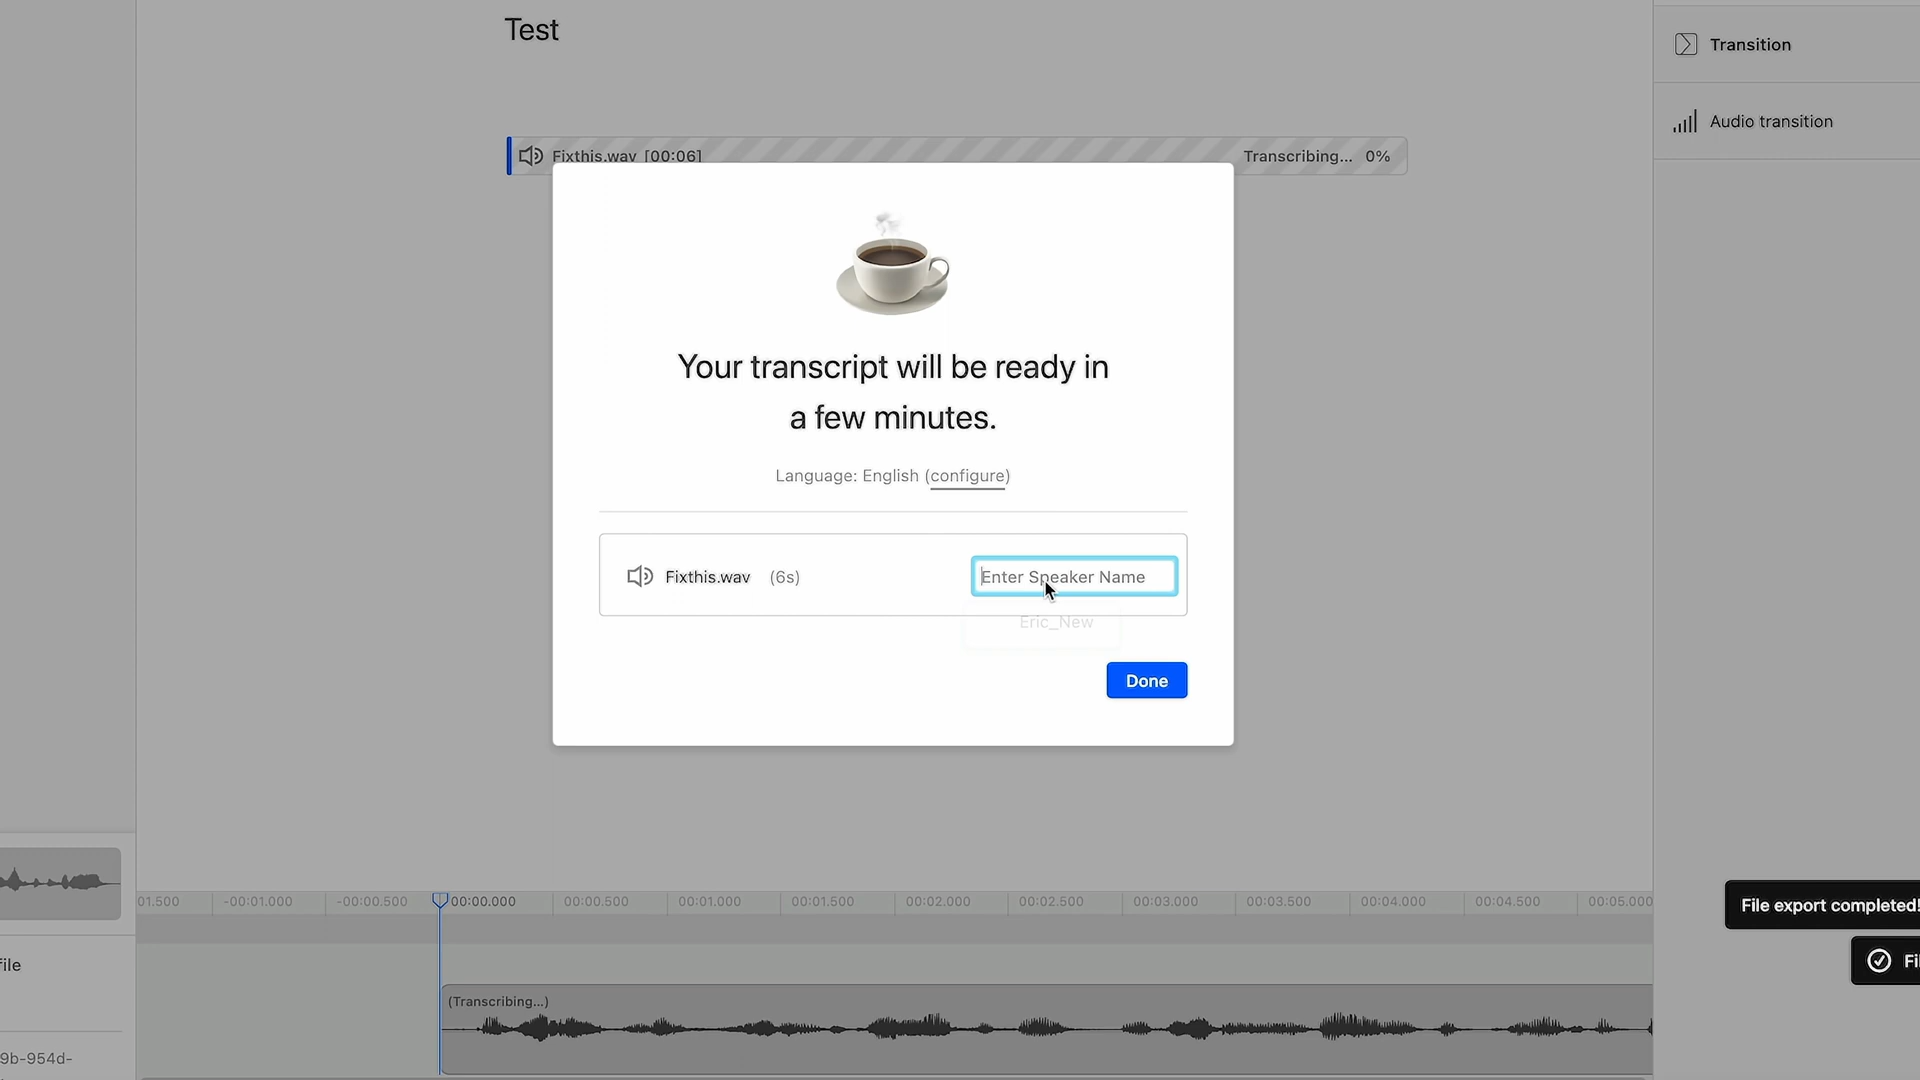 Test
Transition
Audio transition
Fixthis.wav [00:06]
Transcribing... 0%
Your transcript will be ready in
a few minutes.
Language: English (configure)
Fixthis.wav (6s)
Enter Speaker Name
Eric_New
Done
01.500 -00:01.000 -00:00.500 00:00.000 00:00.500 00:01.000 00:01.500 00:02.000 00:02.500 00:03.000 00:03.500 00:04.000 00:04.500 00:05.000
File export completed!
Fi
file
(Transcribing...)
9b-954d-